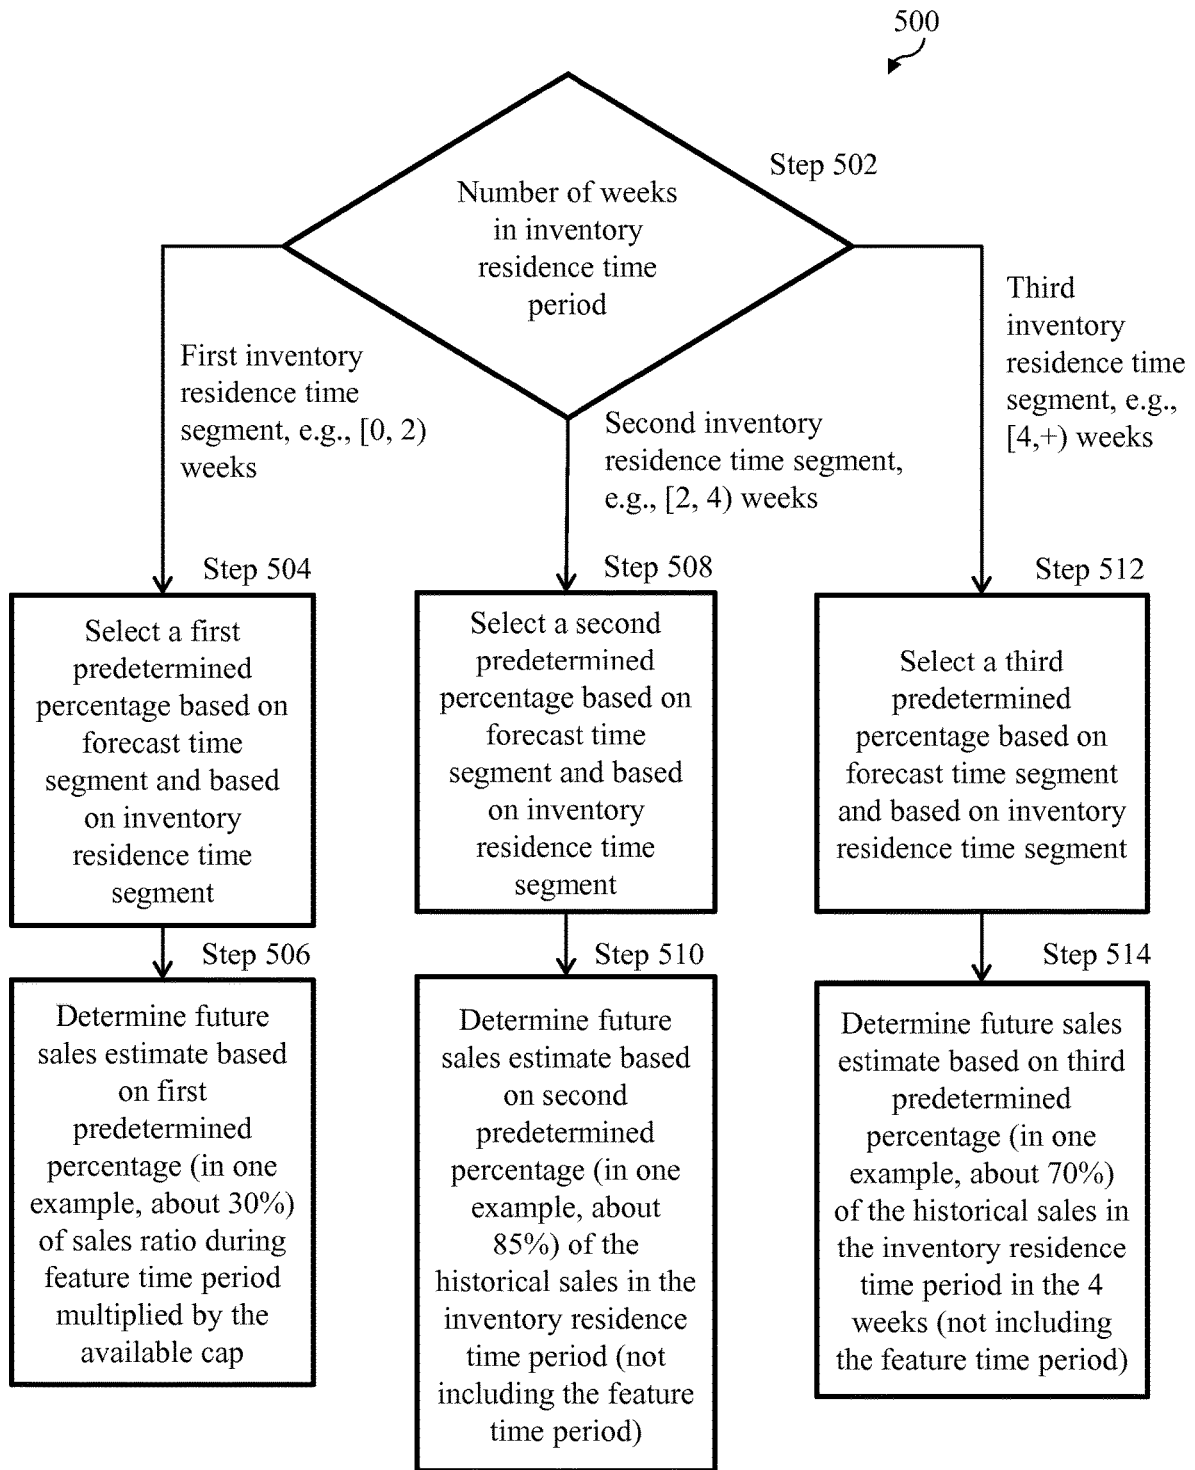 500
Step 502
Number of weeks
in inventory
residence time
period
First inventory
residence time
segment, e.g., [0, 2)
weeks
Second inventory
residence time segment,
e.g., [2, 4) weeks
Third
inventory
residence time
segment, e.g.,
[4,+) weeks
Step 504
Select a first
predetermined
percentage based on
forecast time
segment and based
on inventory
residence time
segment
Step 506
Determine future
sales estimate based
on first
predetermined
percentage (in one
example, about 30%)
of sales ratio during
feature time period
multiplied by the
available cap
Step 508
Select a second
predetermined
percentage based on
forecast time
segment and based
on inventory
residence time
segment
Step 510
Determine future
sales estimate based
on second
predetermined
percentage (in one
example, about
85%) of the
historical sales in the
inventory residence
time period (not
including the feature
time period)
Step 512
Select a third
predetermined
percentage based on
forecast time segment
and based on inventory
residence time segment
Step 514
Determine future sales
estimate based on third
predetermined
percentage (in one
example, about 70%)
of the historical sales in
the inventory residence
time period in the 4
weeks (not including
the feature time period)